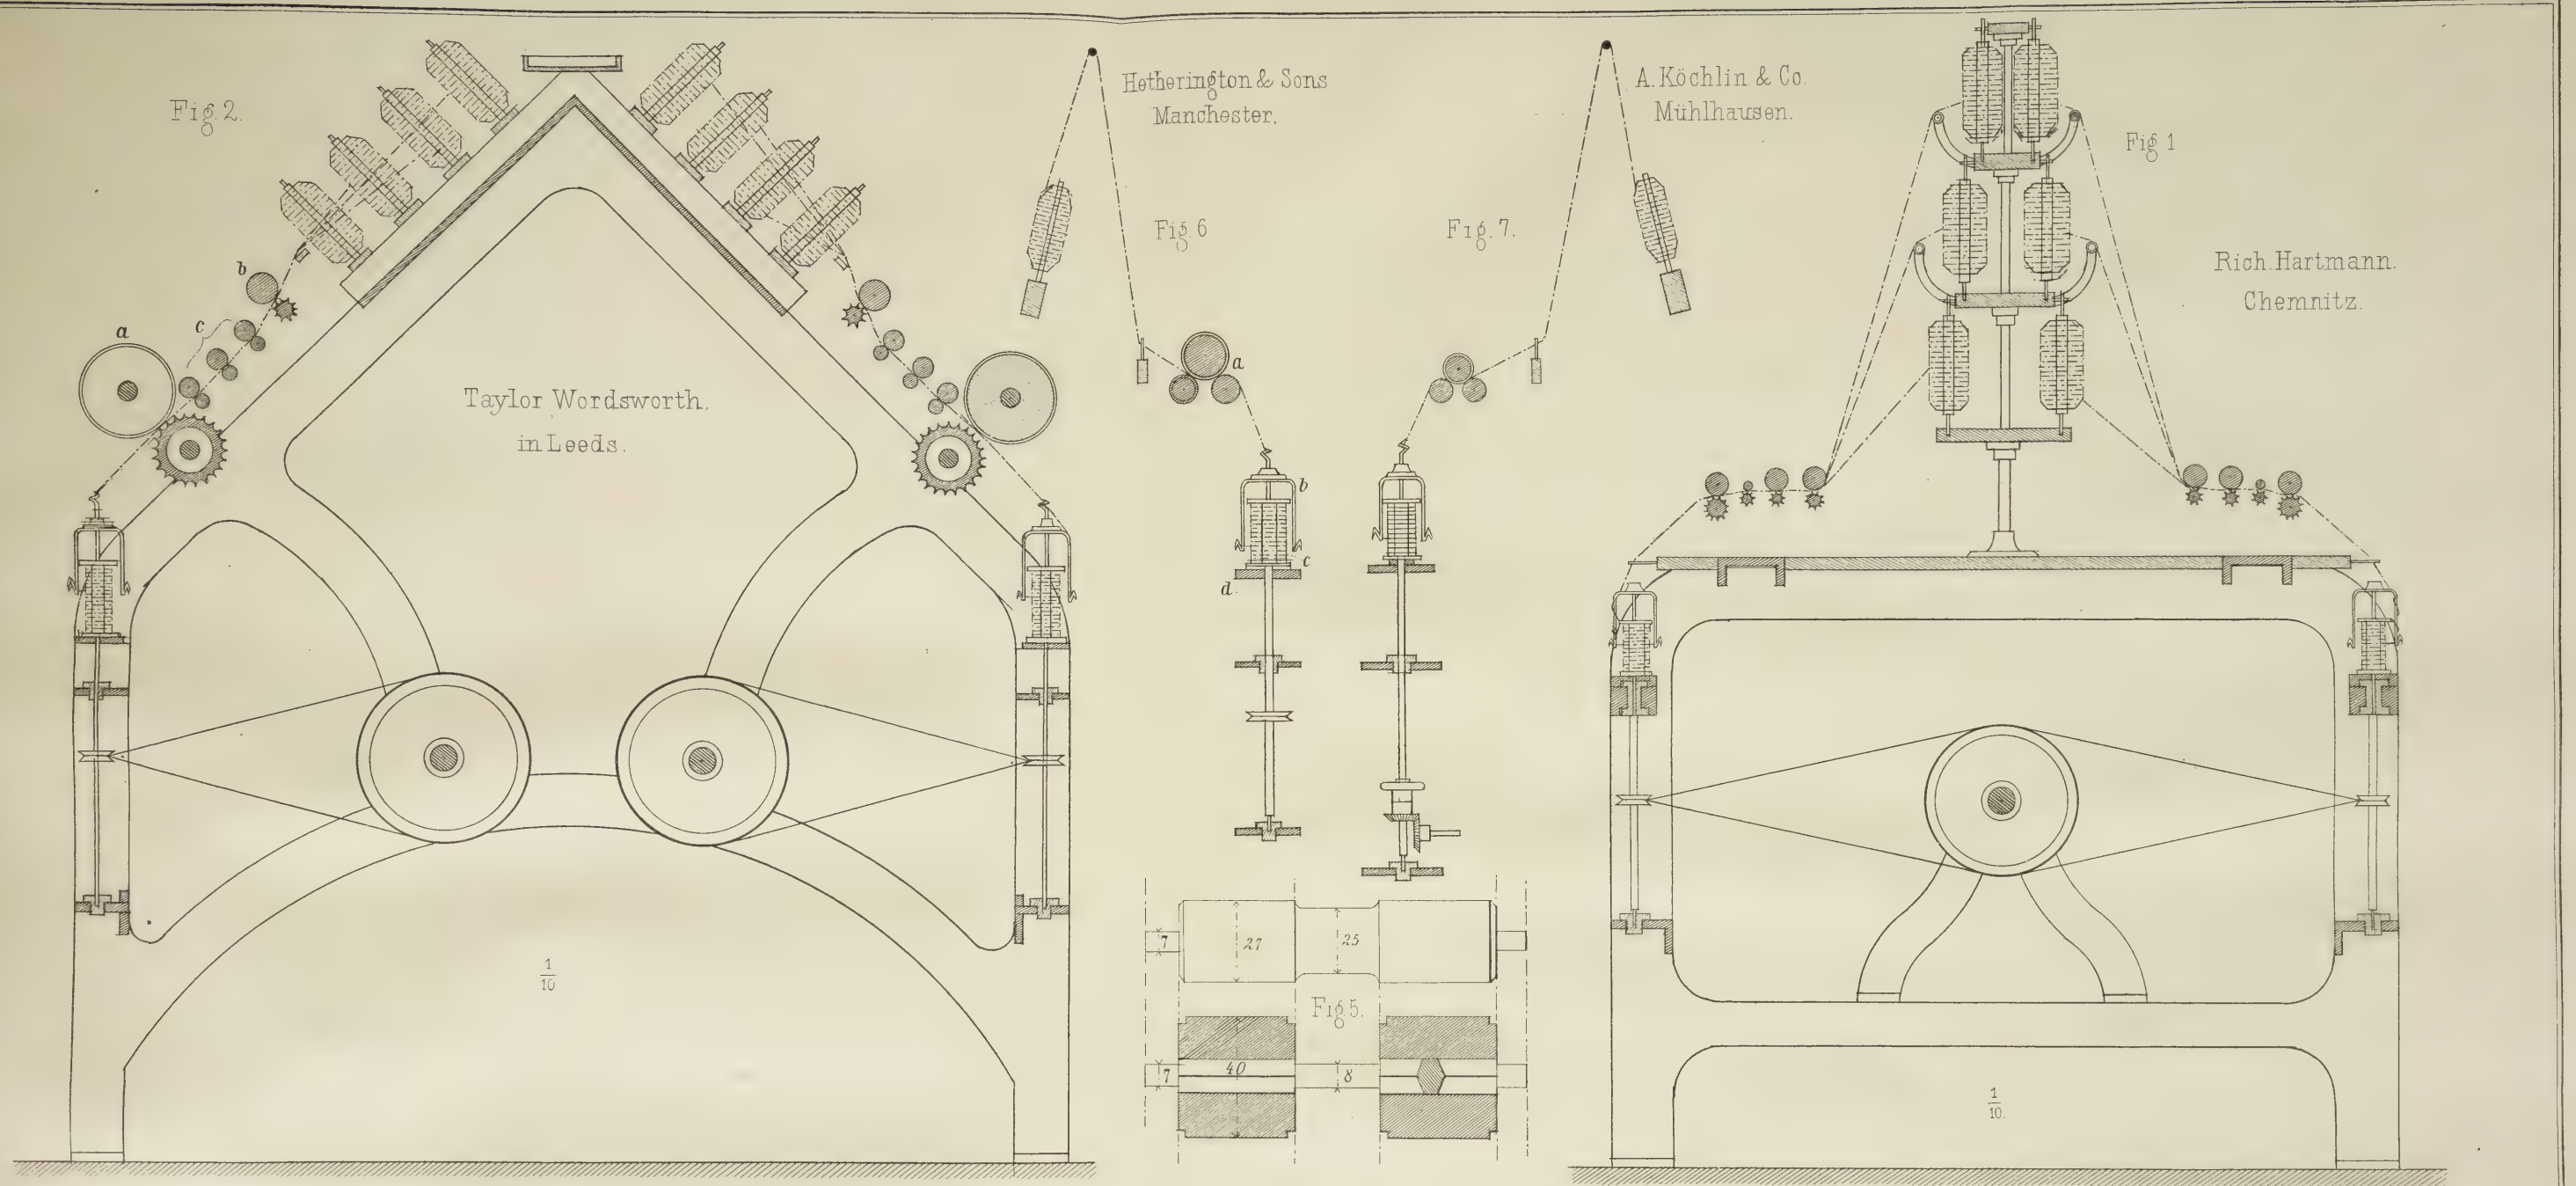 Fig. 2.
b
c
a
Taylor Wordsworth.
in Leeds.
1
10
Hetherington & Sons
Manchester.
Fig. 6
a
b
c
d
A. Köchlin & Co.
Mühlhausen.
Fig. 7.
7
27
25
Fig. 5.
7
40
8
Fig 1
Rich. Hartmann.
Chemnitz.
1
10.